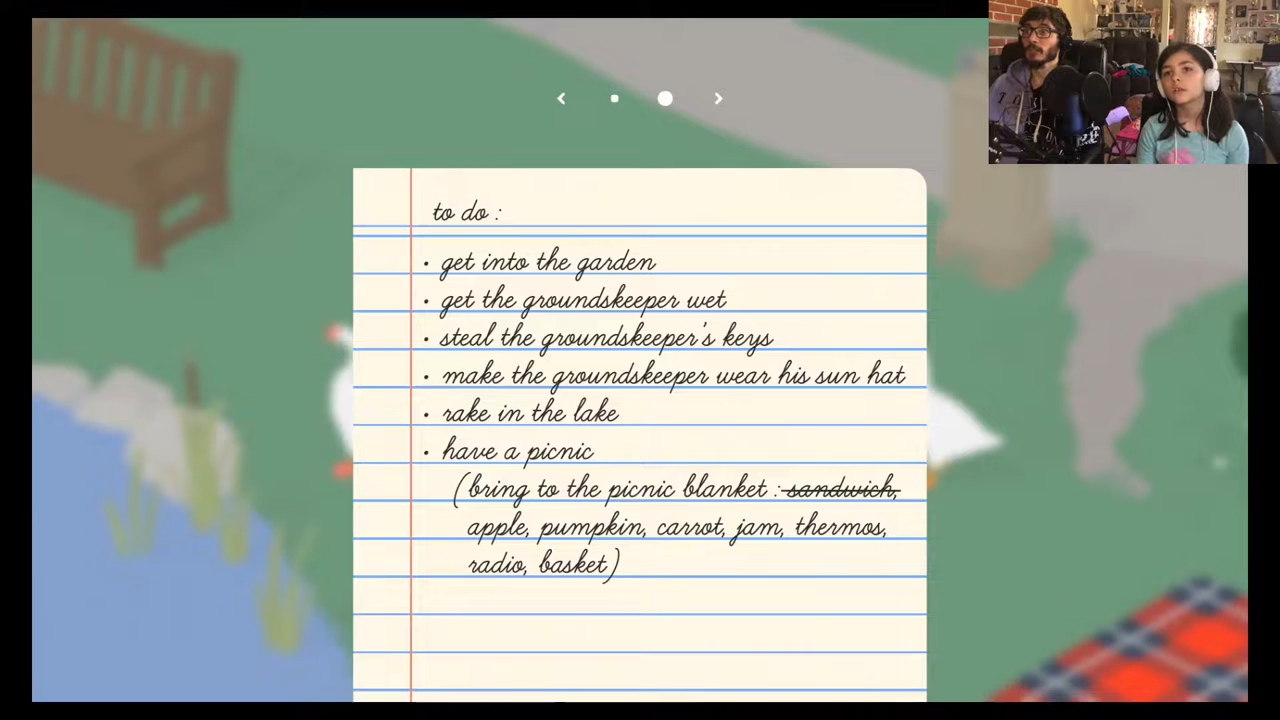 to do :
• get into the garden
• get the groundskeeper wet
• steal the groundskeeper's keys
• make the groundskeeper wear his sun hat
• rake in the lake
• have a picnic
(bring to the picnic blanket : sandwich,
apple, pumpkin, carrot, jam, thermos,
radio, basket)